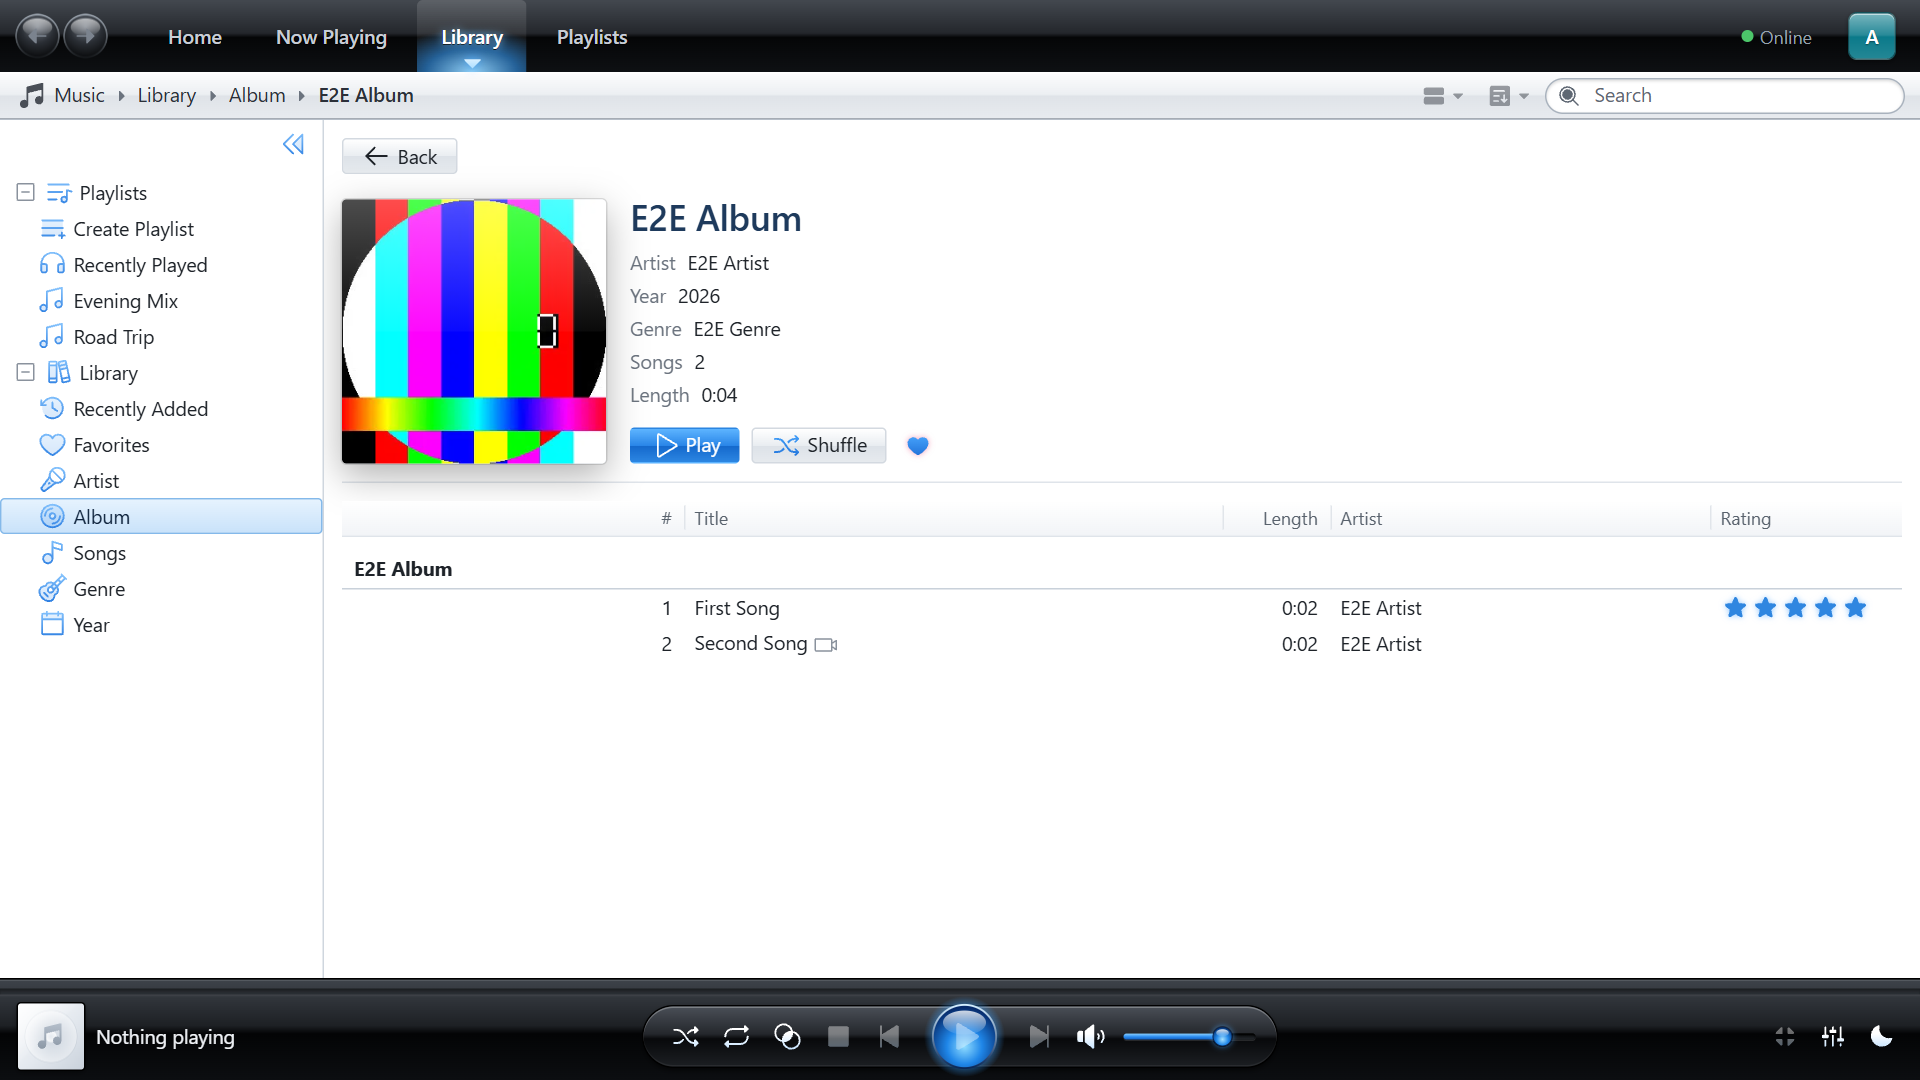 Home
Now Playing
Library
Playlists
Online
A
Music
Library
Album
E2E Album
Search
Playlists
Create Playlist
Recently Played
Evening Mix
Road Trip
Library
Recently Added
Favorites
Artist
Album
Songs
Genre
Year
Back
E2E Album
Artist E2E Artist
Year 2026
Genre E2E Genre
Songs 2
Length 0:04
Play
Shuffle
# Title Length Artist Rating
E2E Album
1 First Song 0:02 E2E Artist
2 Second Song 0:02 E2E Artist
Nothing playing